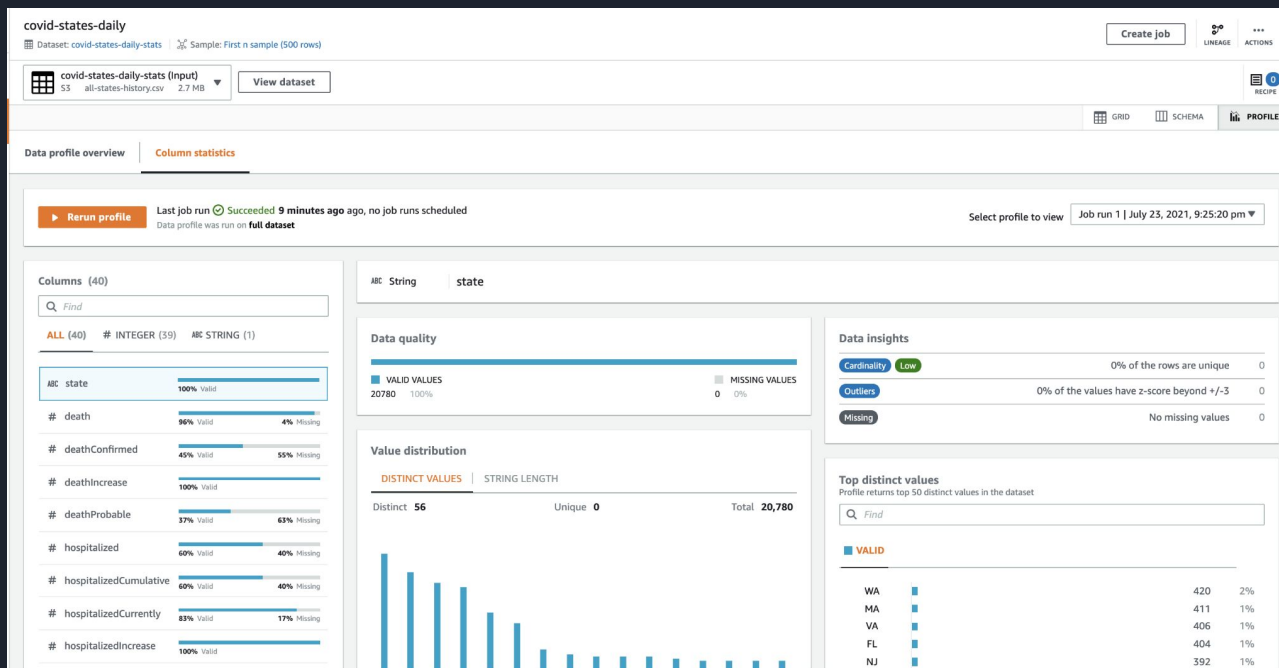 covid-states-daily
Dataset: covid-states-daily-stats Sample: First n sample (500 rows)
Create job
LINEAGE
ACTIONS
covid-states-daily-stats (Input)
S3 all-states-history.csv 2.7 MB
View dataset
0
RECIPE
GRID SCHEMA PROFILE
Data profile overview Column statistics
Rerun profile
Last job run Succeeded 9 minutes ago ago, no job runs scheduled
Data profile was run on full dataset
Select profile to view Job run 1 | July 23, 2021, 9:25:20 pm
Columns (40)
Find
ALL (40) # INTEGER (39) ABC STRING (1)
ABC state
100% Valid
# death
96% Valid 4% Missing
# deathConfirmed
45% Valid 55% Missing
# deathIncrease
100% Valid
# deathProbable
37% Valid 63% Missing
# hospitalized
60% Valid 40% Missing
# hospitalizedCumulative
60% Valid 40% Missing
# hospitalizedCurrently
83% Valid 17% Missing
# hospitalizedIncrease
100% Valid
ABC String state
Data quality
VALID VALUES MISSING VALUES
20780 100% 0 0%
Value distribution
DISTINCT VALUES | STRING LENGTH
Distinct 56 Unique 0 Total 20,780
Data insights
Cardinality Low 0% of the rows are unique 0
Outliers 0% of the values have z-score beyond +/-3 0
Missing No missing values 0
Top distinct values
Profile returns top 50 distinct values in the dataset
Find
VALID
WA 420 2%
MA 411 1%
VA 406 1%
FL 404 1%
NJ 392 1%